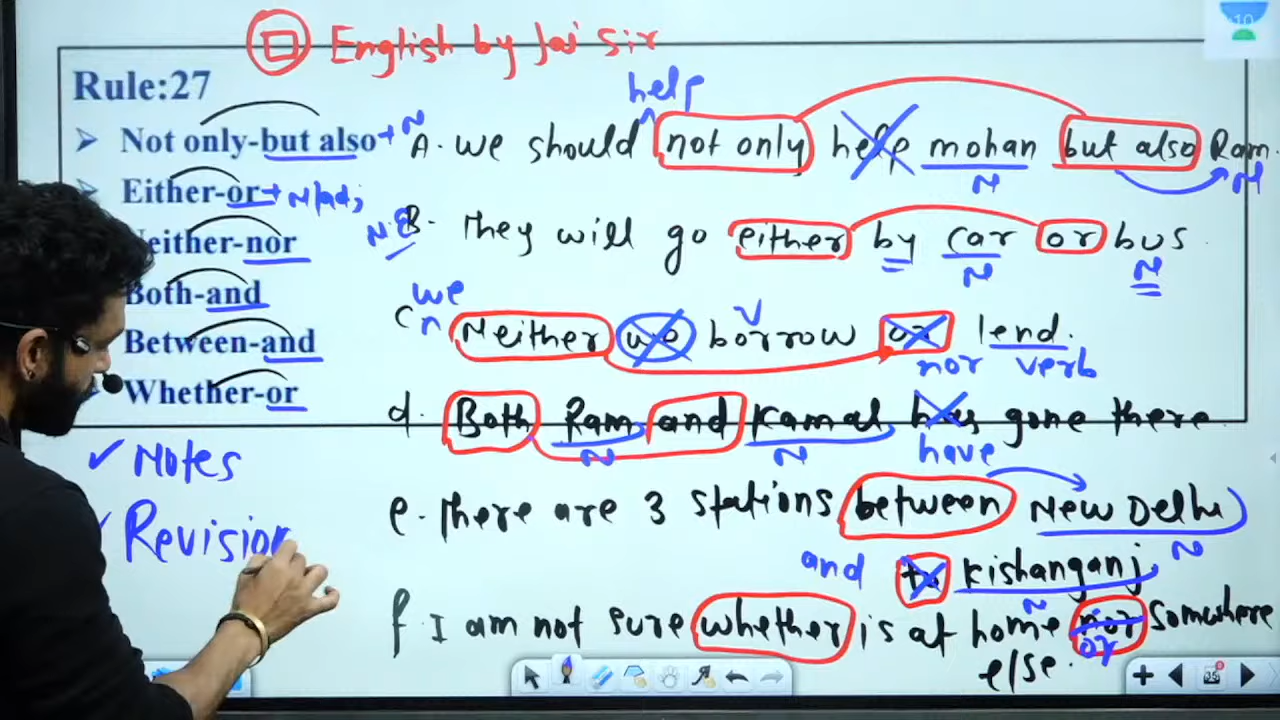 English by Jai Sir
10
Rule:27
Not only-but also + N
Either-or + N/adj
Neither-nor
Both-and
Between-and
Whether-or
✓ Notes
Revision
help
A. we should not only help mohan but also Ram.
N N
N.E
B. They will go either by car or bus
N N
we
n v
C Neither we borrow or lend.
nor verb
d. Both Ram and Kamal has gone there
N N have
e. There are 3 stations between New Delhi
N
and to Kishanganj
N
f. I am not sure whether is at home nor Somewhere
or
else.